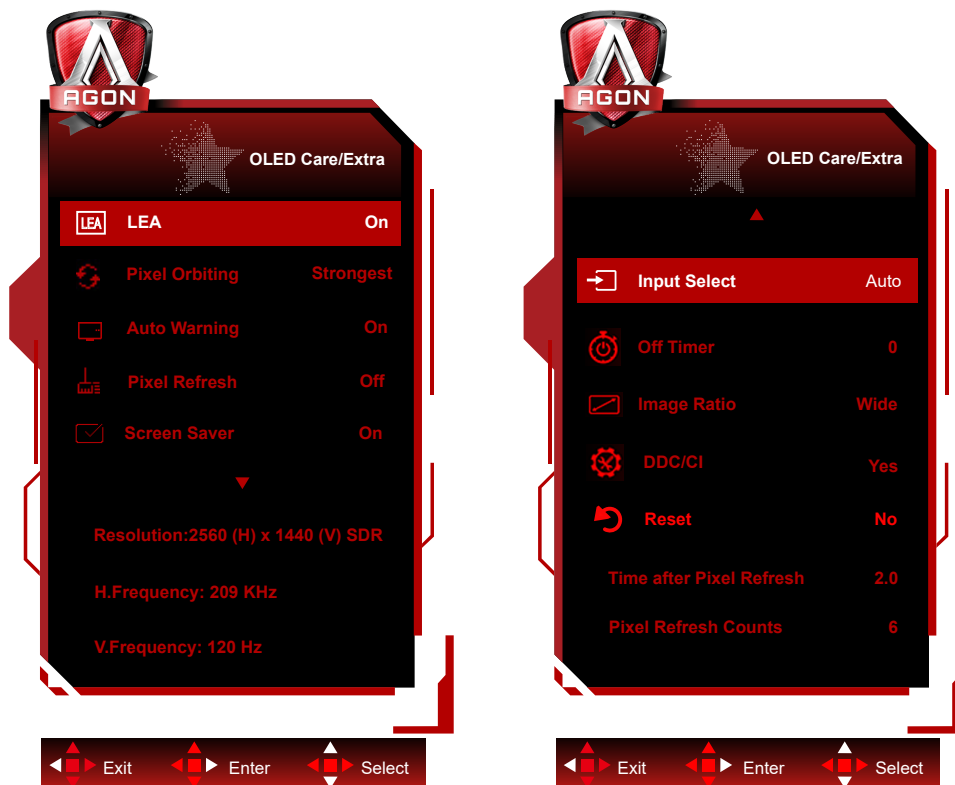 AGON
OLED Care/Extra
LEA LEA On
Pixel Orbiting Strongest
Auto Warning On
Pixel Refresh Off
Screen Saver On
Resolution:2560 (H) x 1440 (V) SDR
H.Frequency: 209 KHz
V.Frequency: 120 Hz
Exit Enter Select
AGON
OLED Care/Extra
Input Select Auto
Off Timer 0
Image Ratio Wide
DDC/CI Yes
Reset No
Time after Pixel Refresh 2.0
Pixel Refresh Counts 6
Exit Enter Select